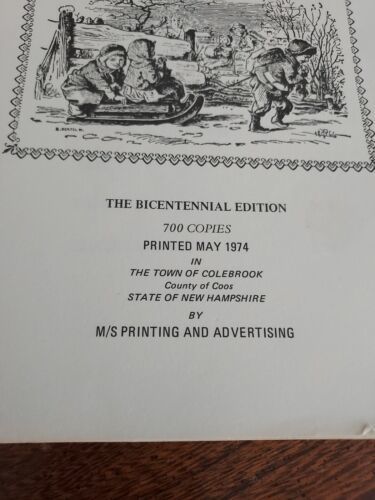 THE BICENTENNIAL EDITION
700 COPIES
PRINTED MAY 1974
IN
THE TOWN OF COLEBROOK
County of Coos
STATE OF NEW HAMPSHIRE
BY
M/S PRINTING AND ADVERTISING